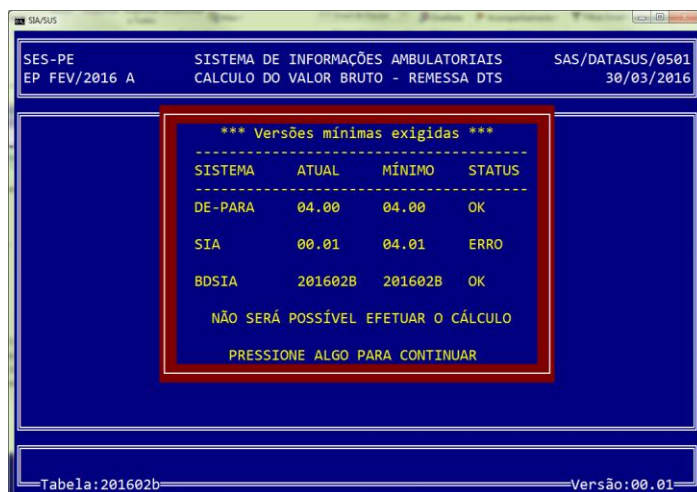 SIA/SUS
SES-PE SISTEMA DE INFORMAÇÕES AMBULATORIAIS SAS/DATASUS/0501
EP FEV/2016 A CALCULO DO VALOR BRUTO - REMESSA DTS 30/03/2016
*** Versões mínimas exigidas ***
SISTEMA ATUAL MÍNIMO STATUS
DE-PARA 04.00 04.00 OK
SIA 00.01 04.01 ERRO
BDSIA 201602B 201602B OK
NÃO SERÁ POSSÍVEL EFETUAR O CÁLCULO
PRESSIONE ALGO PARA CONTINUAR
Tabela:201602b Versão:00.01